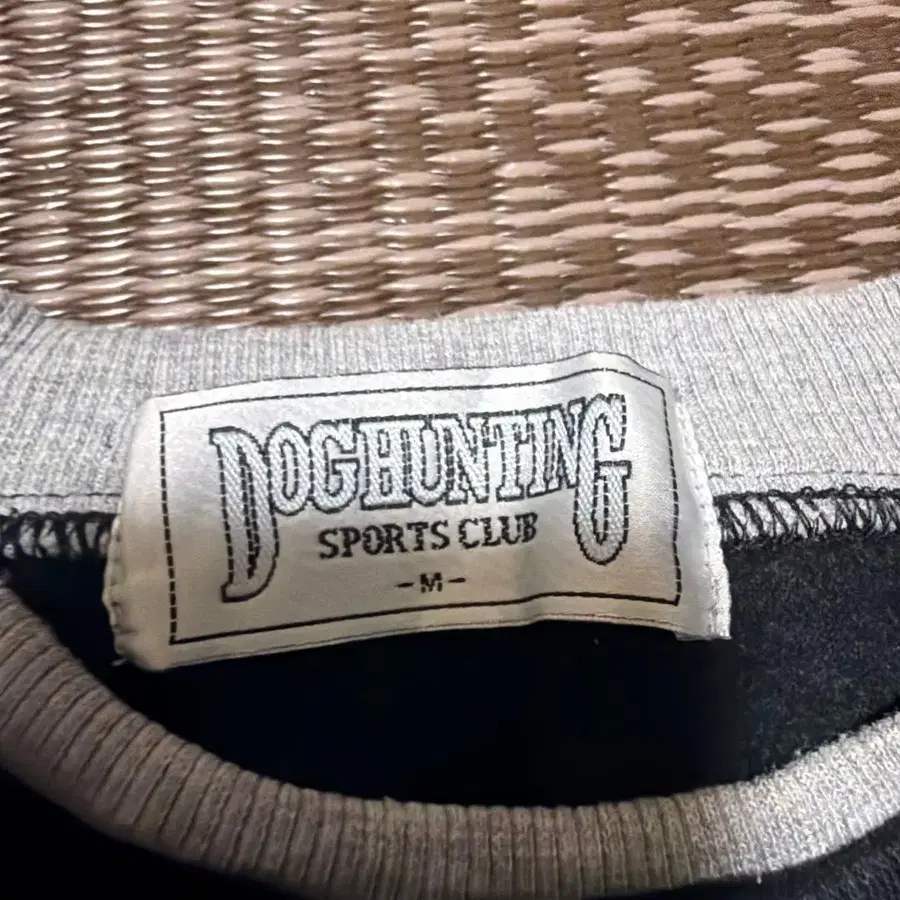 DOGHUNTING
SPORTS CLUB
-M-